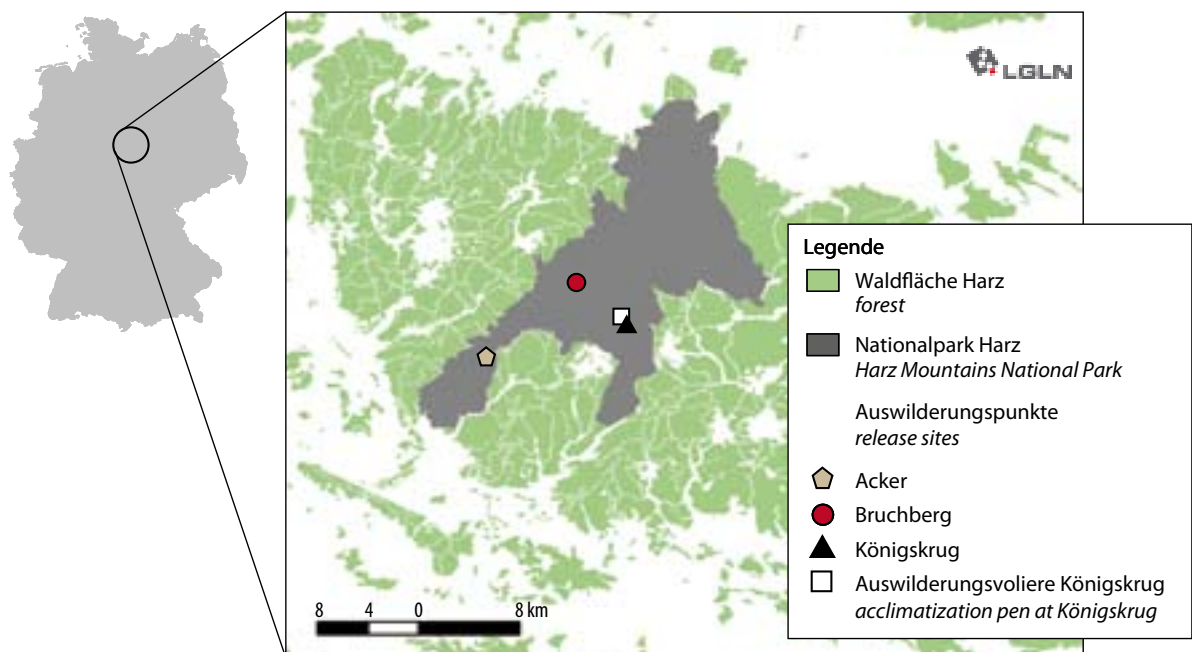 LGLN
Legende
Waldfläche Harz
forest
Nationalpark Harz
Harz Mountains National Park
Auswilderungspunkte
release sites
Acker
Bruchberg
Königskrug
Auswilderungsvoliere Königskrug
acclimatization pen at Königskrug
8 4 0 8 km